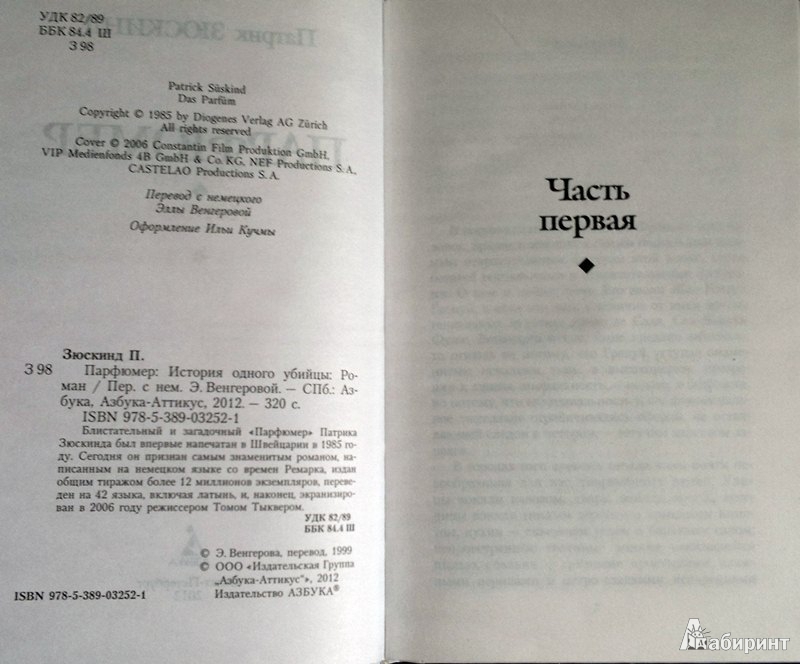 УДК 82/89
ББК 84.4 Ш
З 98
Patrick Süskind
Das Parfüm
Copyright © 1985 by Diogenes Verlag AG Zürich
All rights reserved
Cover © 2006 Constantin Film Produktion GmbH,
VIP Medienfonds 4B GmbH & Co. KG, NEF Productions S. A.,
CASTELAO Productions S. A.
Перевод с немецкого
Эллы Венгеровой
Оформление Ильи Кучмы
Зюскинд П.
З 98 Парфюмер: История одного убийцы: Ро-
ман / Пер. с нем. Э. Венгеровой. — СПб.: Аз-
бука, Азбука-Аттикус, 2012. — 320 с.
ISBN 978-5-389-03252-1
Блистательный и загадочный «Парфюмер» Патрика
Зюскинда был впервые напечатан в Швейцарии в 1985 го-
ду. Сегодня он признан самым знаменитым романом, на-
писанным на немецком языке со времен Ремарка, издан
общим тиражом более 12 миллионов экземпляров, переве-
ден на 42 языка, включая латынь, и, наконец, экранизиро-
ван в 2006 году режиссером Томом Тыквером.
УДК 82/89
ББК 84.4 Ш
© Э. Венгерова, перевод, 1999
© ООО «Издательская Группа
„Азбука-Аттикус"», 2012
ISBN 978-5-389-03252-1 Издательство АЗБУКА®
Часть
первая
Лабиринт